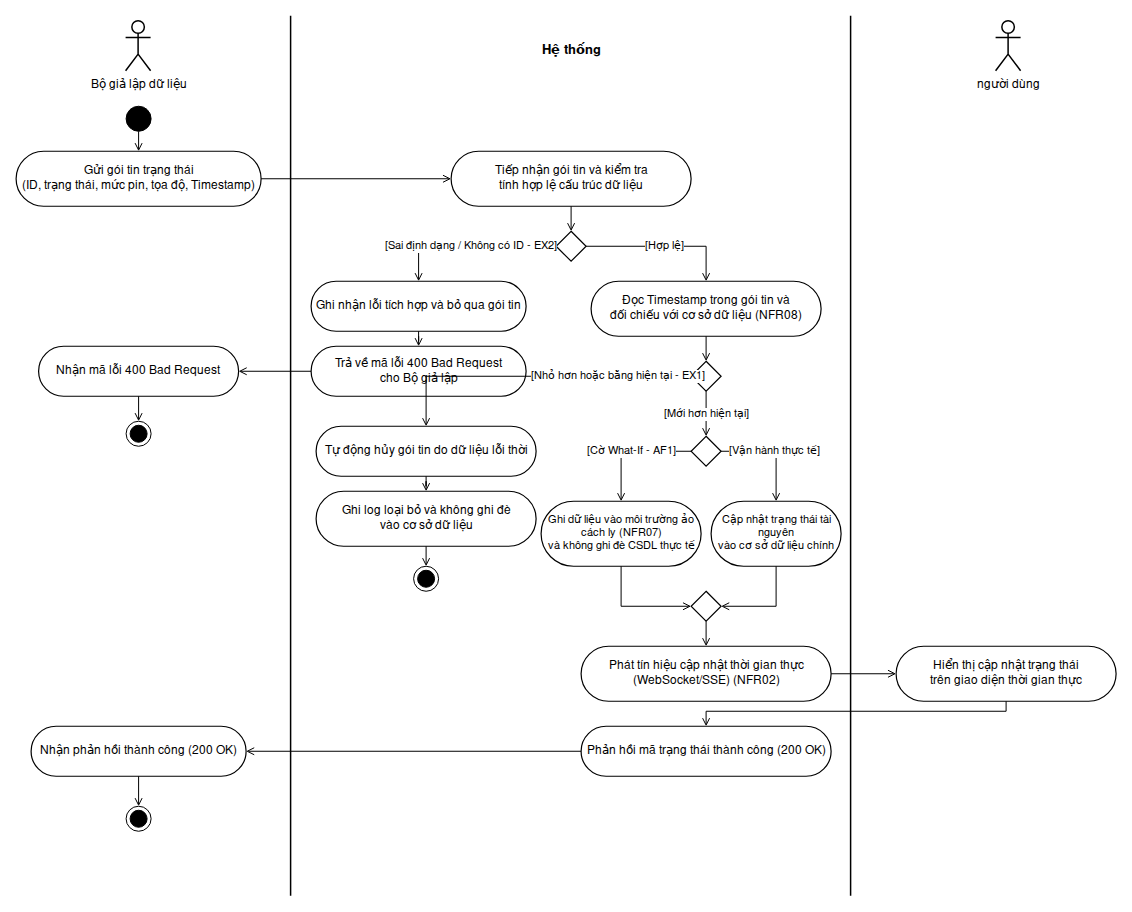 Hệ thống
Bộ giả lập dữ liệu
người dùng
Gửi gói tin trạng thái
(ID, trạng thái, mức pin, tọa độ, Timestamp)
Tiếp nhận gói tin và kiểm tra
tính hợp lệ cấu trúc dữ liệu
[Sai định dạng / Không có ID - EX2]
[Hợp lệ]
Ghi nhận lỗi tích hợp và bỏ qua gói tin
Đọc Timestamp trong gói tin và
đối chiếu với cơ sở dữ liệu (NFR08)
Nhận mã lỗi 400 Bad Request
Trả về mã lỗi 400 Bad Request
cho Bộ giả lập
[Nhỏ hơn hoặc bằng hiện tại - EX1]
[Mới hơn hiện tại]
Tự động hủy gói tin do dữ liệu lỗi thời
[Cờ What-If - AF1]
[Vận hành thực tế]
Ghi log loại bỏ và không ghi đè
vào cơ sở dữ liệu
Ghi dữ liệu vào môi trường ảo
cách ly (NFR07)
và không ghi đè CSDL thực tế
Cập nhật trạng thái tài
nguyên
vào cơ sở dữ liệu chính
Phát tín hiệu cập nhật thời gian thực
(WebSocket/SSE) (NFR02)
Hiển thị cập nhật trạng thái
trên giao diện thời gian thực
Nhận phản hồi thành công (200 OK)
Phản hồi mã trạng thái thành công (200 OK)